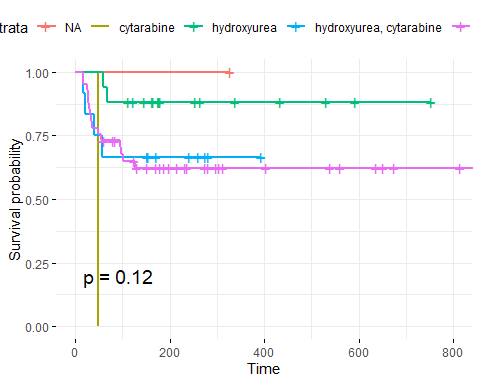 trata NA cytarabine hydroxyurea hydroxyurea, cytarabine
1.00
0.75
0.50
0.25
0.00
Survival probability
p = 0.12
0 200 400 600 800
Time